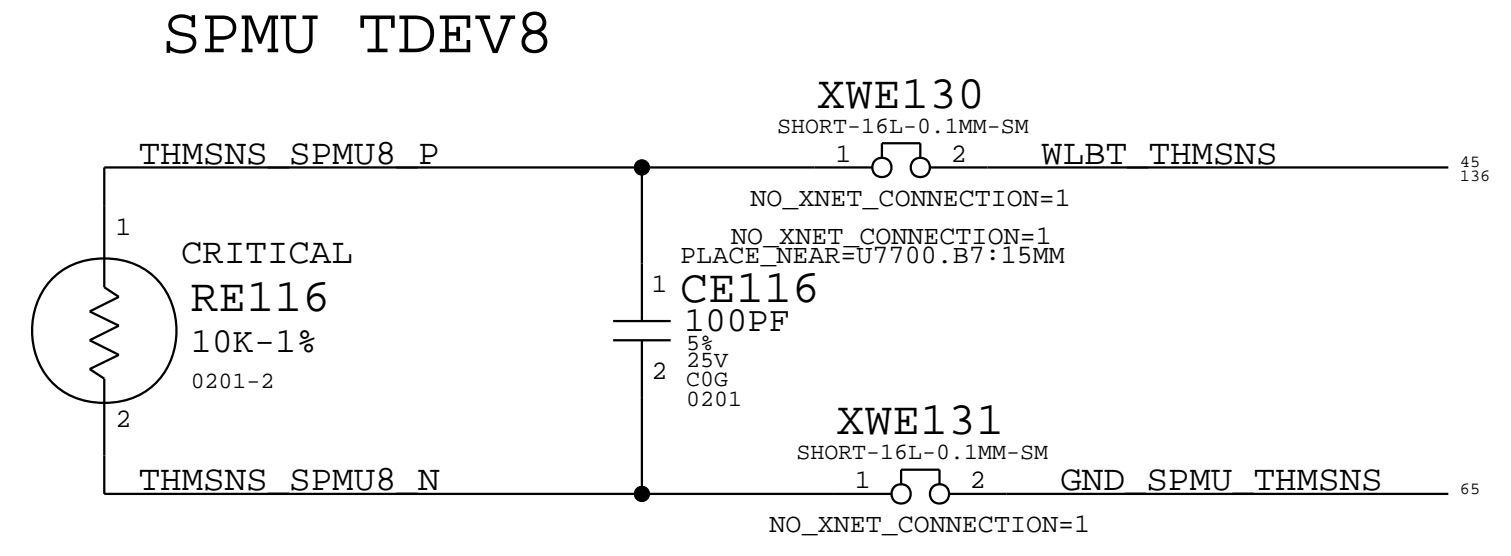 SPMU TDEV8
XWE130
SHORT-16L-0.1MM-SM
THMSNS_SPMU8_P
1
2
WLBT_THMSNS
45
136
NO_XNET_CONNECTION=1
1
NO_XNET_CONNECTION=1
PLACE_NEAR=U7700.B7:15MM
CRITICAL
RE116
10K-1%
0201-2
2
1
CE116
100PF
5%
25V
C0G
0201
2
XWE131
SHORT-16L-0.1MM-SM
THMSNS_SPMU8_N
1
2
GND_SPMU_THMSNS
65
NO_XNET_CONNECTION=1